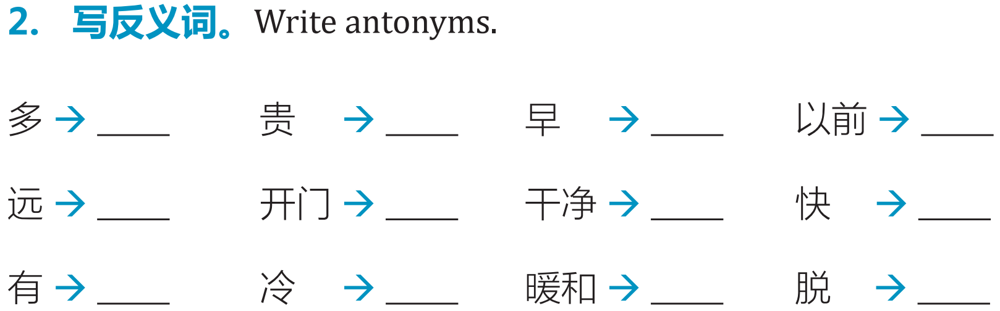 2. 写反义词。Write antonyms.
多 → ____ 贵 → ____ 早 → ____ 以前 → ____
远 → ____ 开门 → ____ 干净 → ____ 快 → ____
有 → ____ 冷 → ____ 暖和 → ____ 脱 → ____